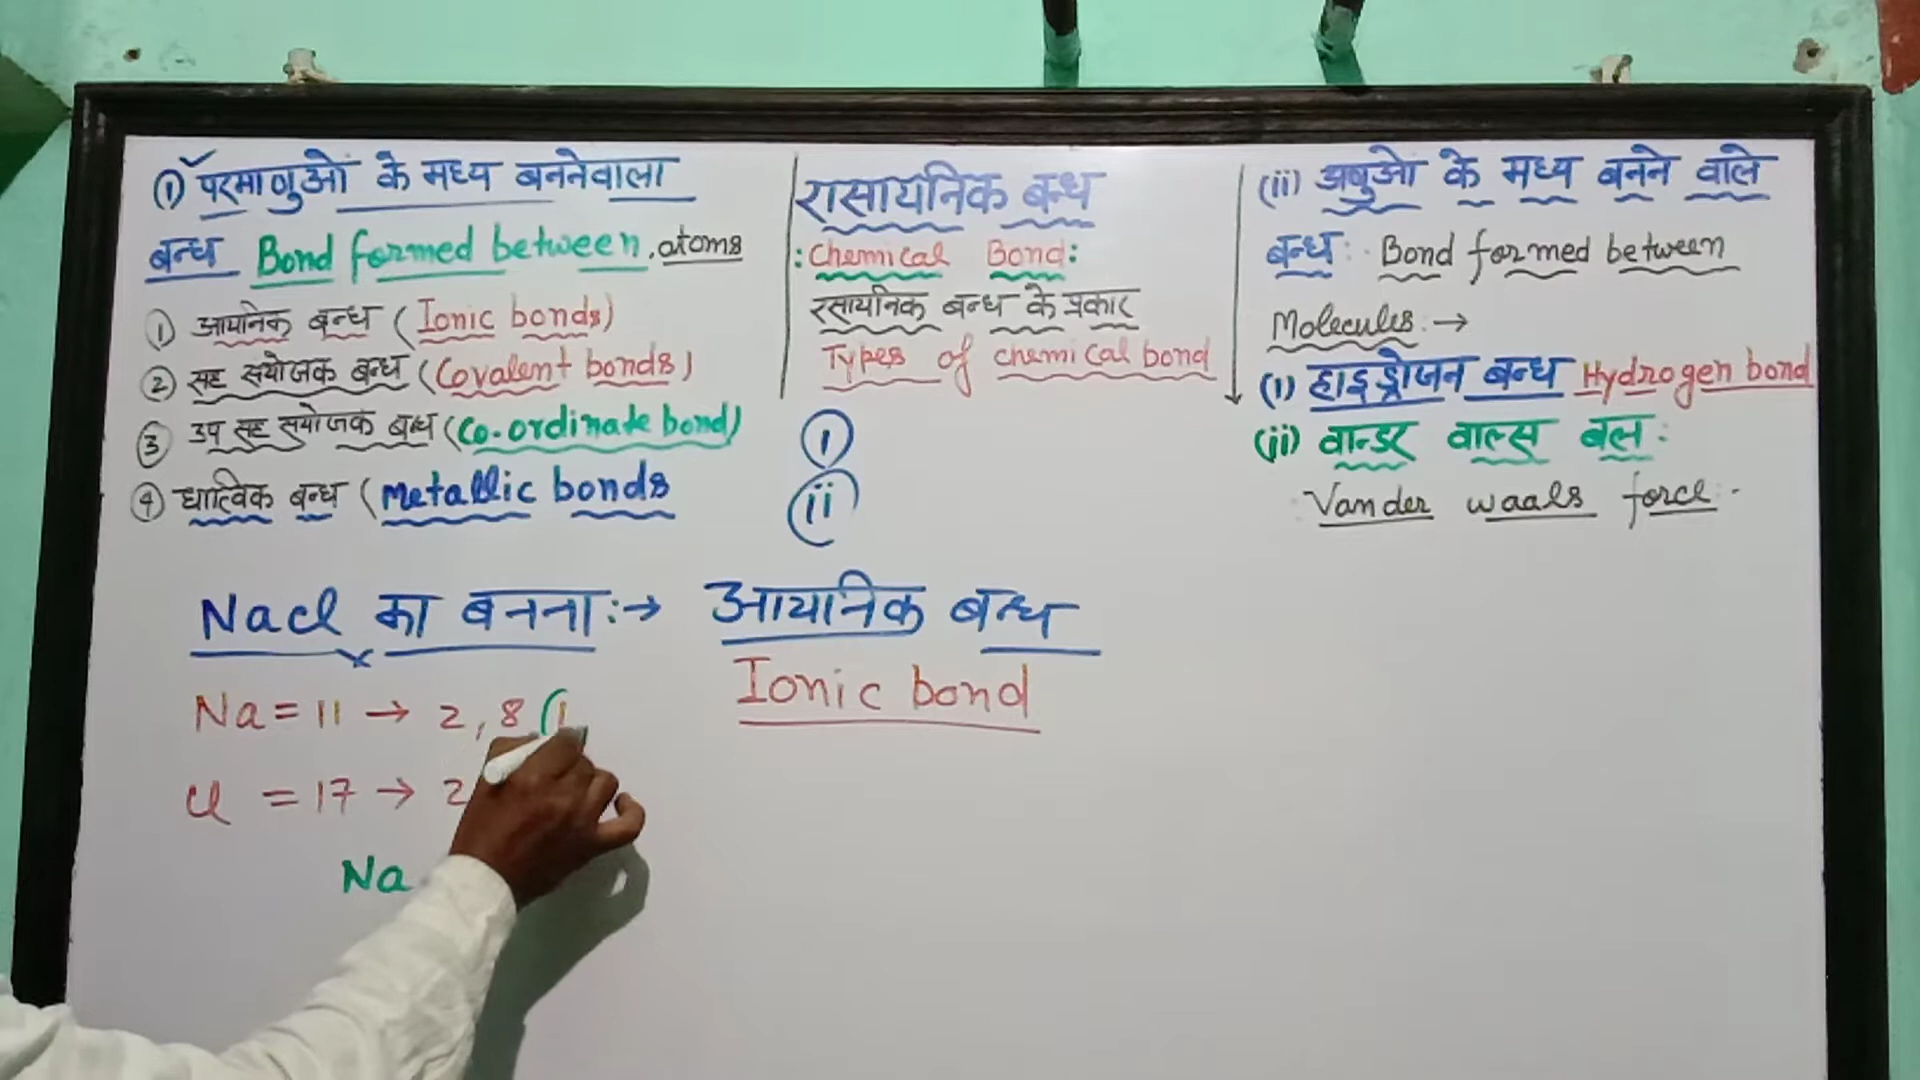 ① परमाणुओं के मध्य बननेवाला
बन्ध Bond formed between atoms
① आयनिक बन्ध (Ionic bonds)
② सह संयोजक बन्ध (Covalent bonds)
③ उप सह संयोजक बन्ध (Co-ordinate bond)
④ धात्विक बन्ध (Metallic bonds
रासायनिक बन्ध
:Chemical Bond:
रसायनिक बन्ध के प्रकार
Types of chemical bond
(i)
(ii)
(ii) अणुओं के मध्य बनने वाले
बन्ध: Bond formed between
Molecules: →
(i) हाइड्रोजन बन्ध Hydrogen bond
(ii) वान्डर वाल्स बल:
Vander waals force.
NaCl का बनना:→ आयनिक बन्ध
Ionic bond
Na = 11 → 2, 8 (1
Cl = 17 → 2
Na